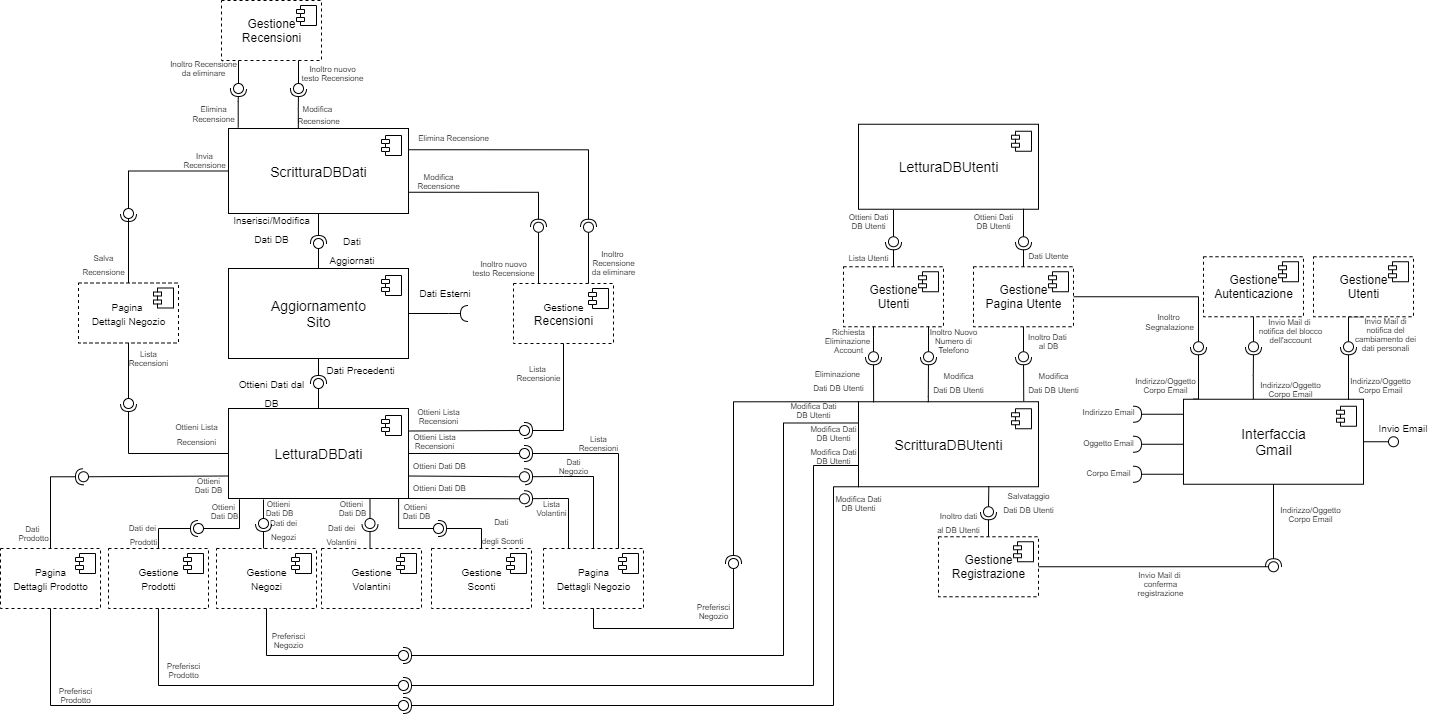 Gestione
Recensioni
Inoltro Recensione
da eliminare
Inoltro nuovo
testo Recensione
Elimina
Recensione
Modifica
Recensione
ScritturaDBDati
Elimina Recensione
Invia
Recensione
Modifica
Recensione
Inserisci/Modifica
Dati DB
Dati
Aggiornati
Salva
Recensione
Pagina
Dettagli Negozio
Aggiornamento
Sito
Dati Esterni
Inoltro nuovo
testo Recensione
Inoltro
Recensione
da eliminare
Gestione
Recensioni
Lista
Recensioni
Ottieni Dati dal
DB
Dati Precedenti
Lista
Recensionie
Ottieni Lista
Recensioni
LetturaDBDati
Ottieni Lista
Recensioni
Ottieni Lista
Recensioni
Ottieni Dati DB
Ottieni Dati DB
Lista
Recensioni
Dati
Negozio
Lista
Volantini
Ottieni
Dati DB
Ottieni
Dati DB
Ottieni
Dati DB
Ottieni
Dati DB
Ottieni
Dati DB
Dati
Prodotto
Dati dei
Prodotti
Dati dei
Negozi
Dati dei
Volantini
Dati
degli Sconti
Pagina
Dettagli Prodotto
Gestione
Prodotti
Gestione
Negozi
Gestione
Volantini
Gestione
Sconti
Pagina
Dettagli Negozio
Preferisci
Negozio
Preferisci
Negozio
Preferisci
Prodotto
Preferisci
Prodotto
LetturaDBUtenti
Ottieni Dati
DB Utenti
Ottieni Dati
DB Utenti
Lista Utenti
Dati Utente
Gestione
Utenti
Gestione
Pagina Utente
Gestione
Autenticazione
Gestione
Utenti
Richiesta
Eliminazione
Account
Inoltro Nuovo
Numero di
Telefono
Inoltro Dati
al DB
Inoltro
Segnalazione
Invio Mail di
notifica del blocco
dell'account
Invio Mail di
notifica del
cambiamento dei
dati personali
Eliminazione
Dati DB Utenti
Modifica
Dati DB Utenti
Modifica
Dati DB Utenti
Indirizzo/Oggetto
Corpo Email
Indirizzo/Oggetto
Corpo Email
Indirizzo/Oggetto
Corpo Email
Modifica Dati
DB Utenti
Modifica Dati
DB Utenti
Modifica Dati
DB Utenti
Modifica Dati
DB Utenti
ScritturaDBUtenti
Indirizzo Email
Oggetto Email
Corpo Email
Interfaccia
Gmail
Invio Email
Salvataggio
Dati DB Utenti
Inoltro dati
al DB Utenti
Indirizzo/Oggetto
Corpo Email
Gestione
Registrazione
Invio Mail di
conferma
registrazione